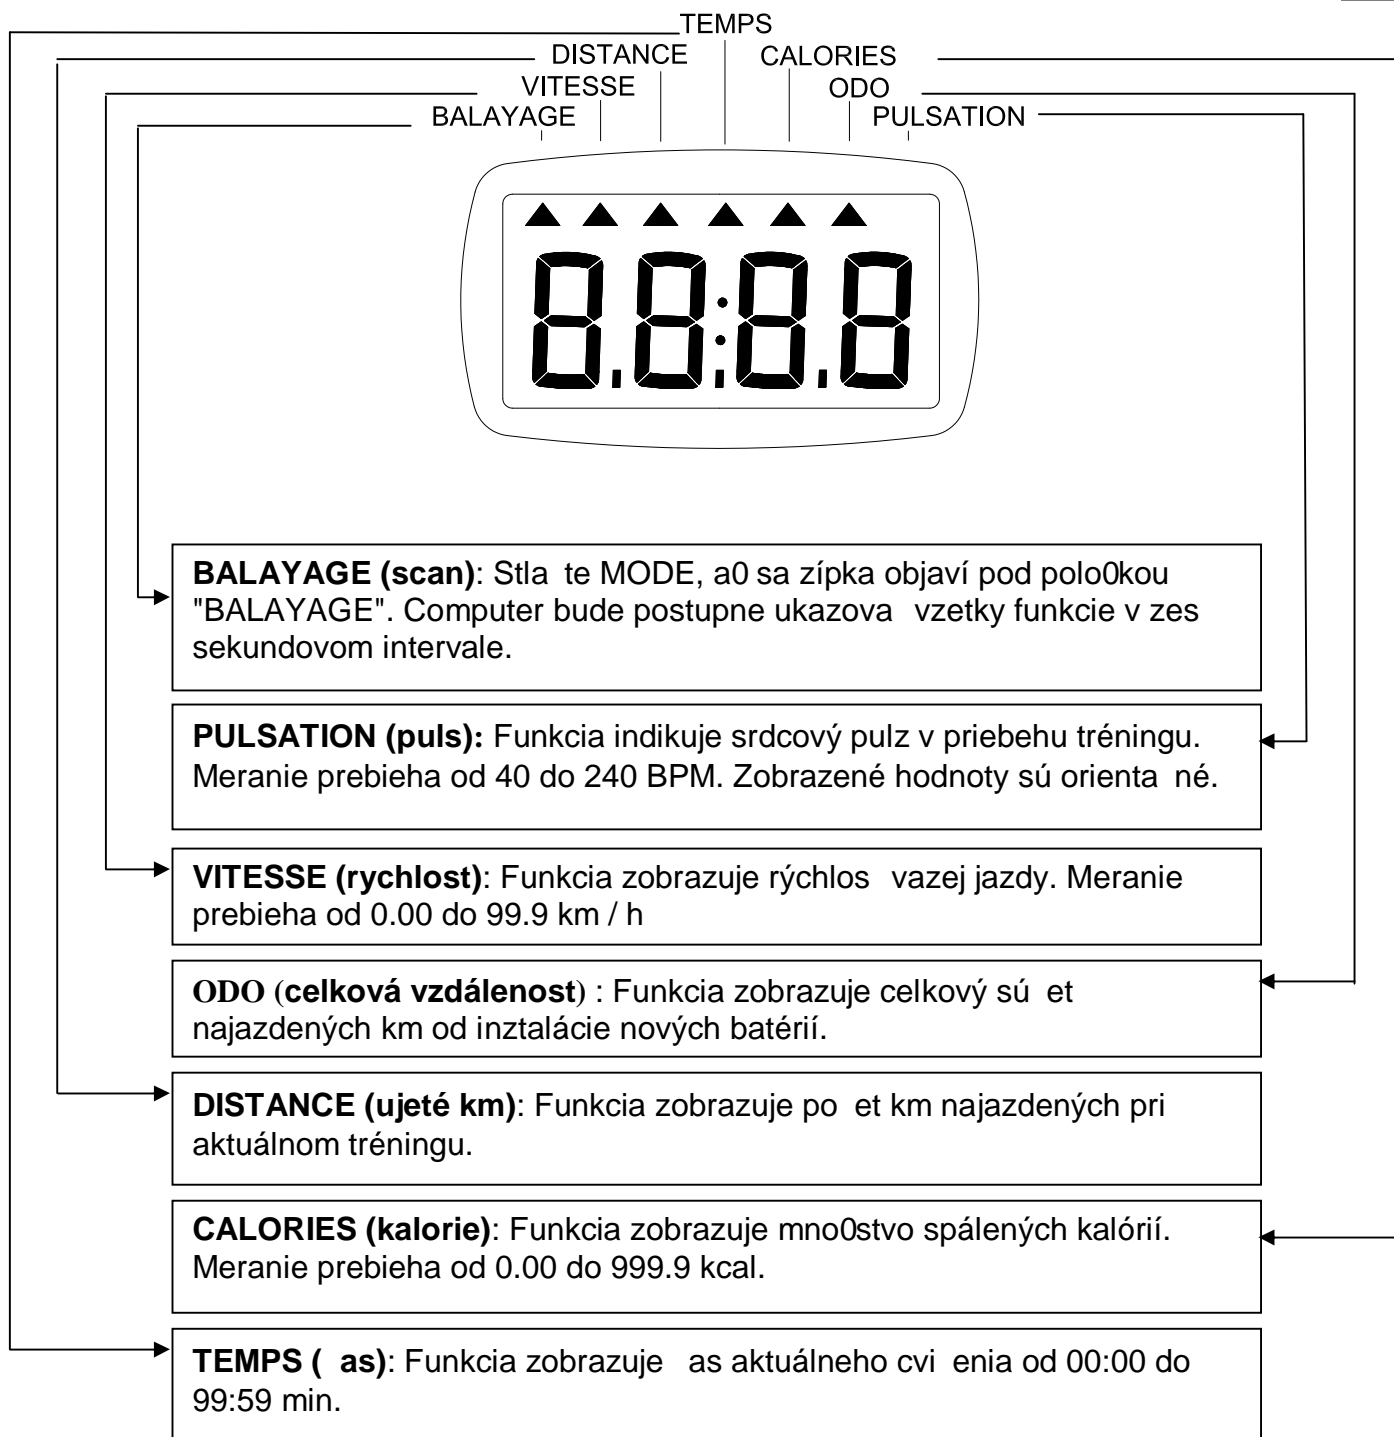 TEMPS
DISTANCE CALORIES
VITESSE ODO
BALAYAGE PULSATION
8.8:8.8
BALAYAGE (scan): Stla te MODE, a0 sa zípka objaví pod polo0kou
"BALAYAGE". Computer bude postupne ukazova vzetky funkcie v zes
sekundovom intervale.
PULSATION (puls): Funkcia indikuje srdcový pulz v priebehu tréningu.
Meranie prebieha od 40 do 240 BPM. Zobrazené hodnoty sú orienta né.
VITESSE (rychlost): Funkcia zobrazuje rýchlos vazej jazdy. Meranie
prebieha od 0.00 do 99.9 km / h
ODO (celková vzdálenost) : Funkcia zobrazuje celkový sú et
najazdených km od inztalácie nových batérií.
DISTANCE (ujeté km): Funkcia zobrazuje po et km najazdených pri
aktuálnom tréningu.
CALORIES (kalorie): Funkcia zobrazuje mno0stvo spálených kalórií.
Meranie prebieha od 0.00 do 999.9 kcal.
TEMPS ( as): Funkcia zobrazuje as aktuálneho cvi enia od 00:00 do
99:59 min.